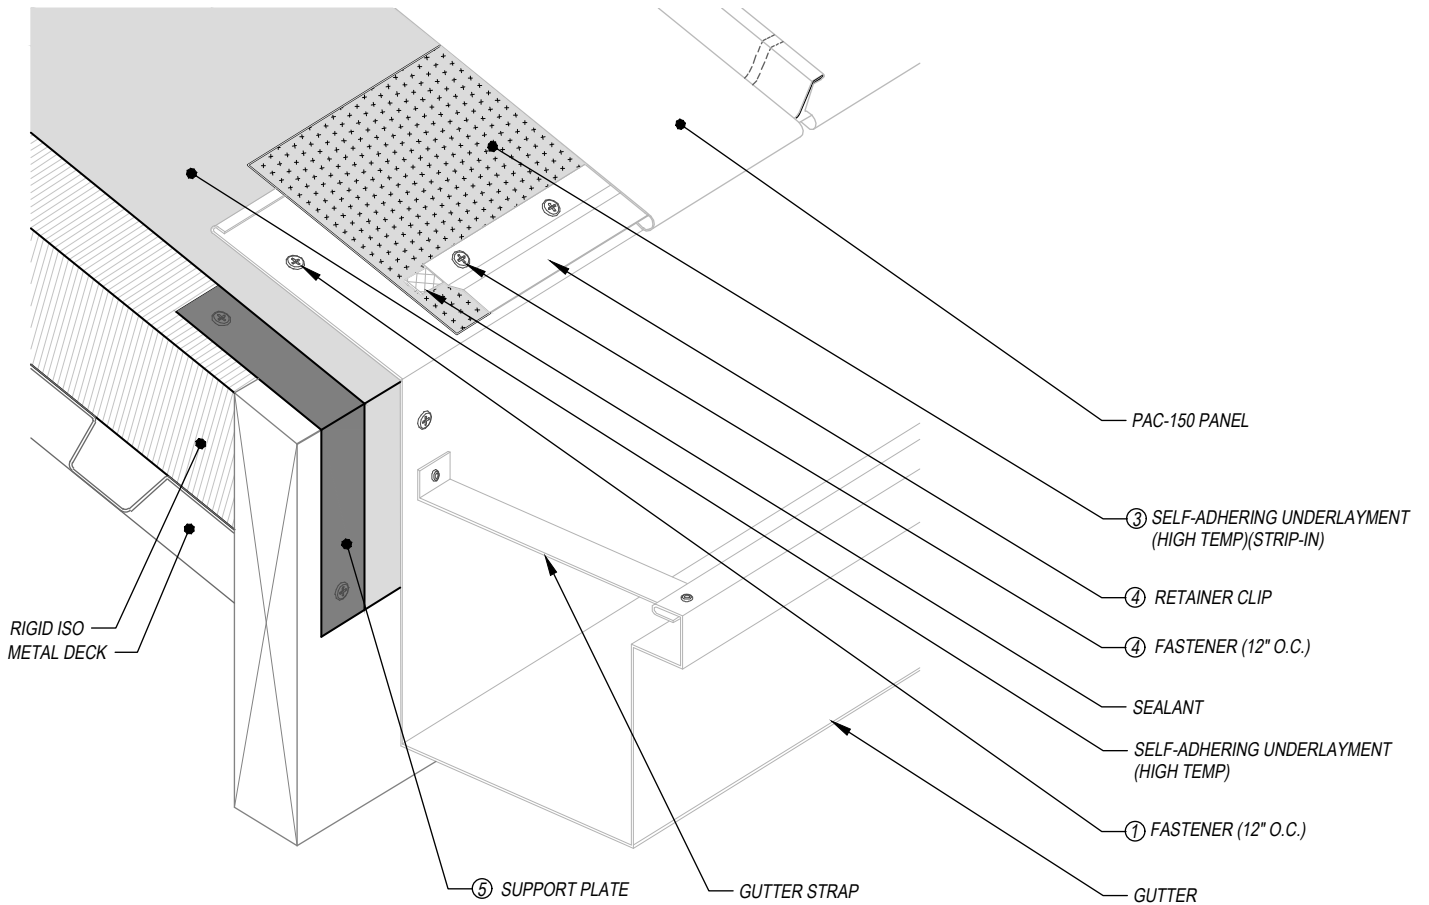 PAC-150 PANEL
3 SELF-ADHERING UNDERLAYMENT
(HIGH TEMP)(STRIP-IN)
4 RETAINER CLIP
4 FASTENER (12" O.C.)
SEALANT
SELF-ADHERING UNDERLAYMENT
(HIGH TEMP)
1 FASTENER (12" O.C.)
GUTTER
RIGID ISO
METAL DECK
5 SUPPORT PLATE
GUTTER STRAP